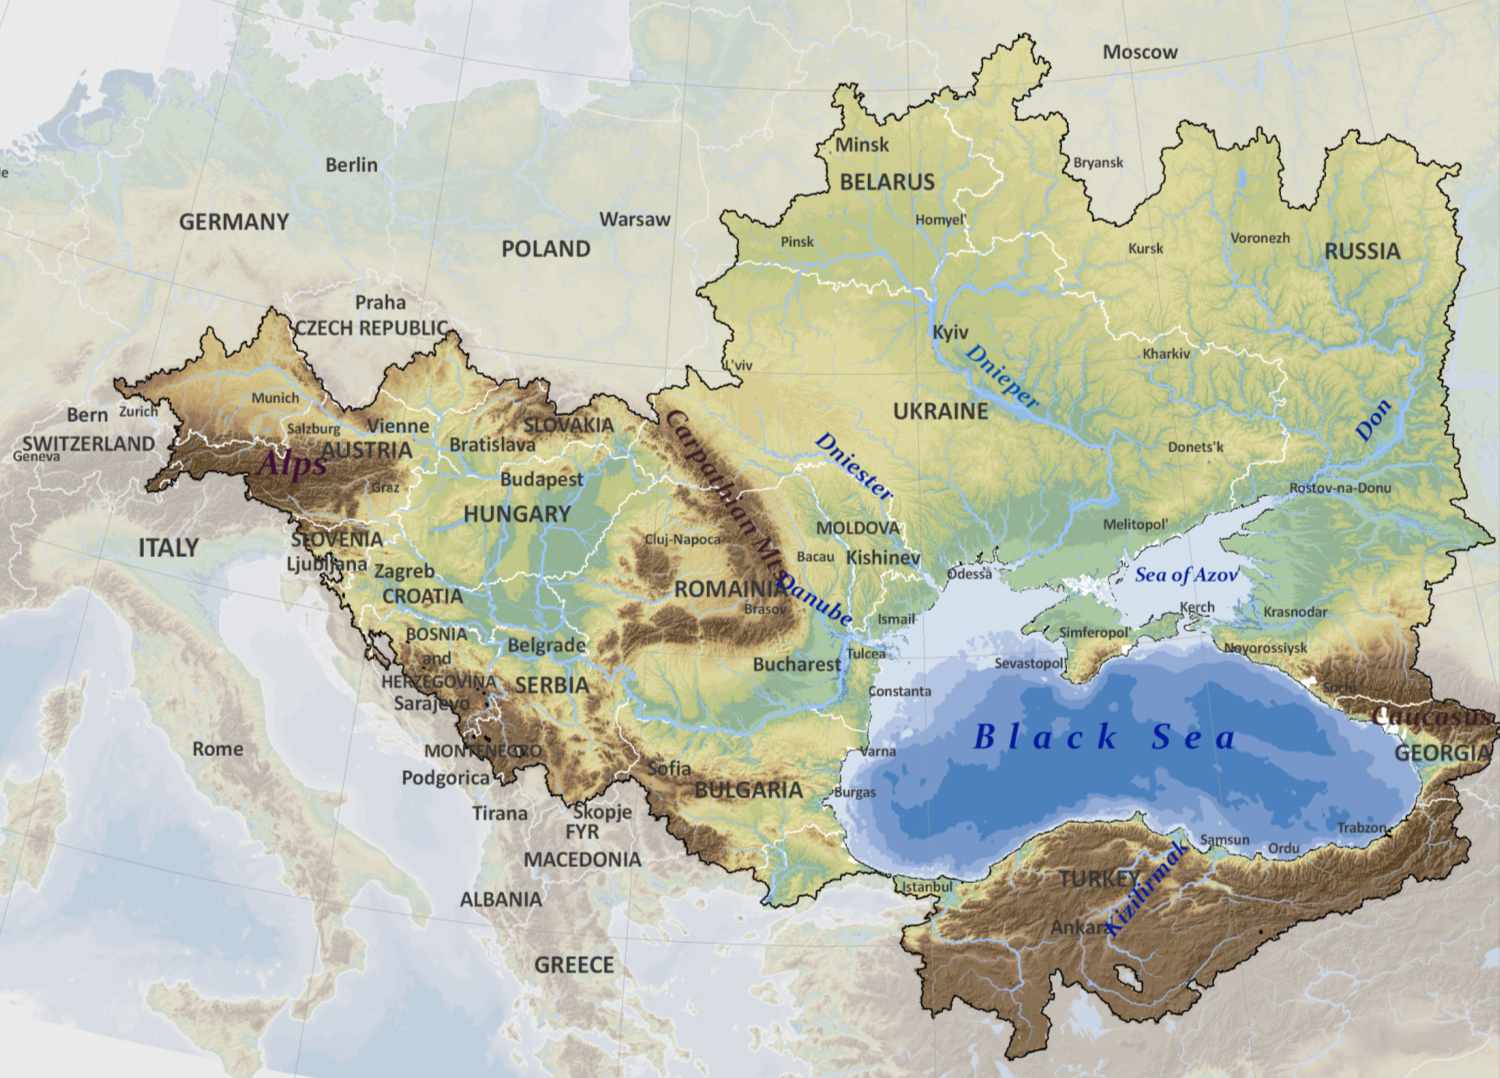 Moscow
Minsk
BELARUS
Bryansk
Berlin
GERMANY
Warsaw
POLAND
Homyel'
Pinsk
Kursk
Voronezh
RUSSIA
Praha
CZECH REPUBLIC
Kyiv
Dnieper
Kharkiv
L'viv
UKRAINE
Don
Munich
Bern
Zurich
SWITZERLAND
Geneva
Salzburg
Vienne
AUSTRIA
Alps
Graz
Bratislava
SLOVAKIA
Carpathian Mts
Budapest
HUNGARY
Dniester
Donets'k
Rostov-na-Donu
Melitopol'
ITALY
SLOVENIA
Ljubljana
Zagreb
CROATIA
Cluj-Napoca
MOLDOVA
Bacau
Kishinev
Odessa
Sea of Azov
ROMAINIA
Brasov
Danube
Ismail
Kerch
Krasnodar
Simferopol'
BOSNIA
and
HERZEGOVINA
Sarajevo
Belgrade
SERBIA
Bucharest
Tulcea
Constanta
Sevastopol'
Novorossiysk
Sochi
Caucasus
GEORGIA
Black Sea
Rome
MONTENEGRO
Podgorica
Sofia
BULGARIA
Varna
Burgas
Tirana
Skopje
FYR
MACEDONIA
ALBANIA
GREECE
Istanbul
TURKEY
Ankara
Kizilirmak
Samsun
Ordu
Trabzon